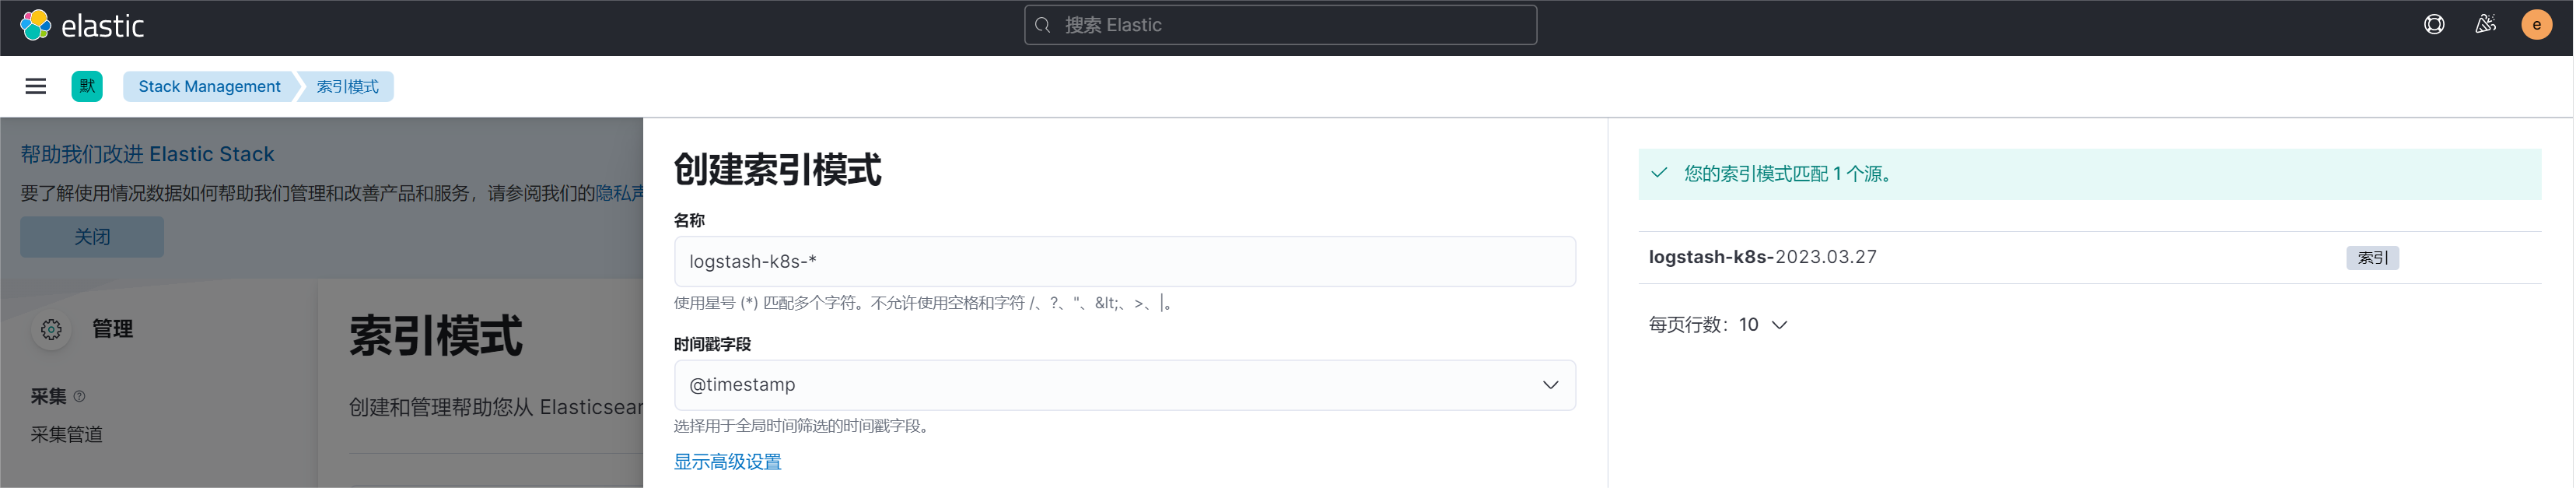 elastic
搜索 Elastic
e
默
Stack Management
索引模式
帮助我们改进 Elastic Stack
要了解使用情况数据如何帮助我们管理和改善产品和服务，请参阅我们的隐私声
关闭
管理
采集
采集管道
索引模式
创建和管理帮助您从 Elasticsear
创建索引模式
名称
logstash-k8s-*
使用星号 (*) 匹配多个字符。不允许使用空格和字符 /、?、"、&lt;、>、|。
时间戳字段
@timestamp
选择用于全局时间筛选的时间戳字段。
显示高级设置
您的索引模式匹配 1 个源。
logstash-k8s-2023.03.27
索引
每页行数：10